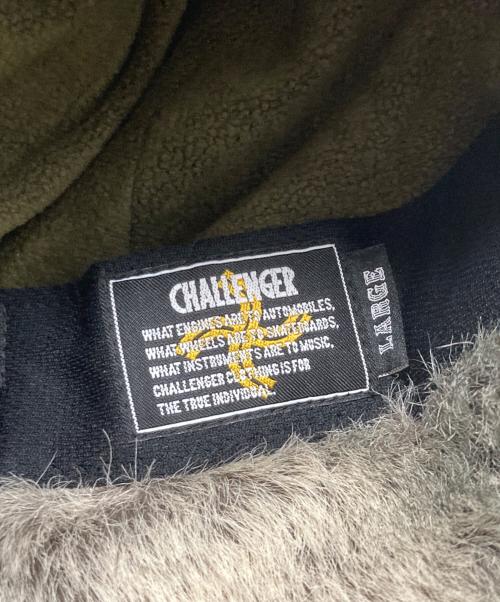 CHALLENGER
WHAT ENGINES ARE TO AUTOMOBILES,
WHAT WHEELS ARE TO SKATEBOARDS,
WHAT INSTRUMENTS ARE TO MUSIC,
CHALLENGER CLOTHING IS FOR
THE TRUE INDIVIDUAL.
LARGE